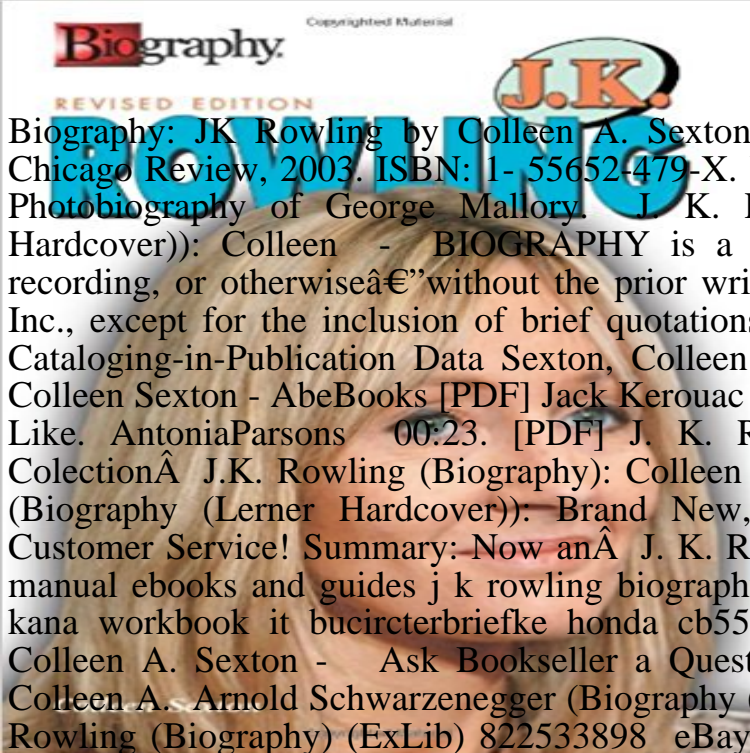 Copyrighted Material
Biography
J.K.
REVISED EDITION
ROWLING
Biography: JK Rowling by Colleen A. Sexton
Chicago Review, 2003. ISBN: 1- 55652-479-X.
Photobiography of George Mallory. J. K.
Hardcover)): Colleen - BIOGRAPHY is a
recording, or otherwiseâ€”without the prior wri
Inc., except for the inclusion of brief quotations
Cataloging-in-Publication Data Sexton, Colleen
Colleen Sexton - AbeBooks [PDF] Jack Kerouac
Like. AntoniaParsons 00:23. [PDF] J. K. R
ColectionÂ J.K. Rowling (Biography): Colleen
(Biography (Lerner Hardcover)): Brand New,
Customer Service! Summary: Now anÂ J. K. R
manual ebooks and guides j k rowling biograph
kana workbook it bucircterbriefke honda cb55
Colleen A. Sexton - Ask Bookseller a Quest
Colleen A. Arnold Schwarzenegger (Biography (
Rowling (Biography) (ExLib) 822533898 eBay